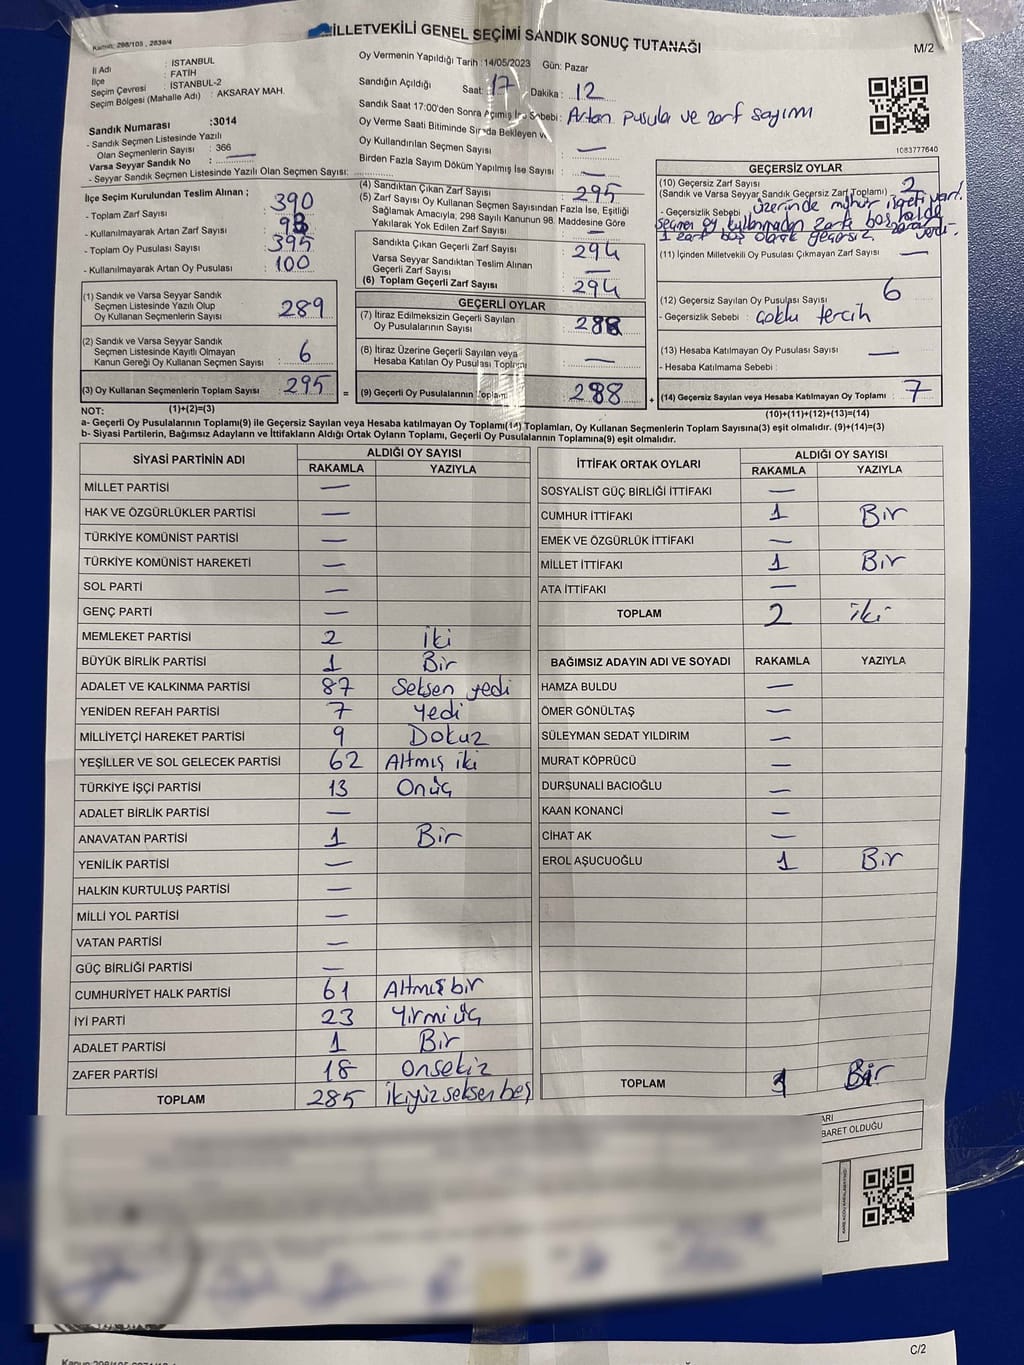 Kanun: 298/105, 2839/4
MİLLETVEKİLİ GENEL SEÇİMİ SANDIK SONUÇ TUTANAĞI
M/2
İl Adı : İSTANBUL
İlçe : FATİH
Seçim Çevresi : İSTANBUL-2
Seçim Bölgesi (Mahalle Adı) : AKSARAY MAH.
Sandık Numarası :3014
- Sandık Seçmen Listesinde Yazılı
Olan Seçmenlerin Sayısı : 366
Varsa Seyyar Sandık No : —
- Seyyar Sandık Seçmen Listesinde Yazılı Olan Seçmen Sayısı:
Oy Vermenin Yapıldığı Tarih :14/05/2023 Gün: Pazar
Sandığın Açıldığı Saat: 17 Dakika : 12
Sandık Saat 17:00'den Sonra Açılmış İse Sebebi : Artan pusula ve zarf sayımı
Oy Verme Saati Bitiminde Sırada Bekleyen ve
Oy Kullandırılan Seçmen Sayısı : —
Birden Fazla Sayım Döküm Yapılmış İse Sayısı : —
1083777640
İlçe Seçim Kurulundan Teslim Alınan ;
- Toplam Zarf Sayısı : 390
- Kullanılmayarak Artan Zarf Sayısı : 93
- Toplam Oy Pusulası Sayısı : 395
- Kullanılmayarak Artan Oy Pusulası : 100
(1) Sandık ve Varsa Seyyar Sandık
Seçmen Listesinde Yazılı Olup
Oy Kullanan Seçmenlerin Sayısı : 289
(2) Sandık ve Varsa Seyyar Sandık
Seçmen Listesinde Kayıtlı Olmayan
Kanun Gereği Oy Kullanan Seçmen Sayısı : 6
(3) Oy Kullanan Seçmenlerin Toplam Sayısı : 295 =
(4) Sandıktan Çıkan Zarf Sayısı : 295
(5) Zarf Sayısı Oy Kullanan Seçmen Sayısından Fazla İse, Eşitliği
Sağlamak Amacıyla, 298 Sayılı Kanunun 98. Maddesine Göre
Yakılarak Yok Edilen Zarf Sayısı : —
Sandıkta Çıkan Geçerli Zarf Sayısı : 294
Varsa Seyyar Sandıktan Teslim Alınan
Geçerli Zarf Sayısı : —
(6) Toplam Geçerli Zarf Sayısı : 294
GEÇERLİ OYLAR
(7) İtiraz Edilmeksizin Geçerli Sayılan
Oy Pusulalarının Sayısı : 288
(8) İtiraz Üzerine Geçerli Sayılan veya
Hesaba Katılan Oy Pusulası Toplamı : —
(9) Geçerli Oy Pusulalarının Toplamı : 288 +
GEÇERSİZ OYLAR
(10) Geçersiz Zarf Sayısı
(Sandık ve Varsa Seyyar Sandık Geçersiz Zarf Toplamı) : 2
- Geçersizlik Sebebi : üzerinde mühür işareti var!
seçmen oy kullanmadan zarfı boş halde
1 zarf boş olarak geçersiz
verdi.
(11) İçinden Milletvekili Oy Pusulası Çıkmayan Zarf Sayısı : —
(12) Geçersiz Sayılan Oy Pusulası Sayısı : 6
- Geçersizlik Sebebi : çoklu tercih
(13) Hesaba Katılmayan Oy Pusulası Sayısı : —
- Hesaba Katılmama Sebebi :
(14) Geçersiz Sayılan veya Hesaba Katılmayan Oy Toplamı : 7
NOT: (1)+(2)=(3)
(10)+(11)+(12)+(13)=(14)
a- Geçerli Oy Pusulalarının Toplamı(9) ile Geçersiz Sayılan veya Hesaba katılmayan Oy Toplamı(14) Toplamları, Oy Kullanan Seçmenlerin Toplam Sayısına(3) eşit olmalıdır. (9)+(14)=(3)
b- Siyasi Partilerin, Bağımsız Adayların ve İttifakların Aldığı Ortak Oyların Toplamı, Geçerli Oy Pusulalarının Toplamına(9) eşit olmalıdır.
SİYASİ PARTİNİN ADI
ALDIĞI OY SAYISI
RAKAMLA YAZIYLA
MİLLET PARTİSİ —
HAK VE ÖZGÜRLÜKLER PARTİSİ —
TÜRKİYE KOMÜNİST PARTİSİ —
TÜRKİYE KOMÜNİST HAREKETİ —
SOL PARTİ —
GENÇ PARTİ —
MEMLEKET PARTİSİ 2 iki
BÜYÜK BİRLİK PARTİSİ 1 Bir
ADALET VE KALKINMA PARTİSİ 87 Seksen yedi
YENİDEN REFAH PARTİSİ 7 Yedi
MİLLİYETÇİ HAREKET PARTİSİ 9 Dokuz
YEŞİLLER VE SOL GELECEK PARTİSİ 62 Altmış iki
TÜRKİYE İŞÇİ PARTİSİ 13 Onüç
ADALET BİRLİK PARTİSİ —
ANAVATAN PARTİSİ 1 Bir
YENİLİK PARTİSİ —
HALKIN KURTULUŞ PARTİSİ —
MİLLİ YOL PARTİSİ —
VATAN PARTİSİ —
GÜÇ BİRLİĞİ PARTİSİ —
CUMHURİYET HALK PARTİSİ 61 Altmışbir
İYİ PARTİ 23 Yirmi üç
ADALET PARTİSİ 1 Bir
ZAFER PARTİSİ 18 Onsekiz
TOPLAM 285 İkiyüzseksenbeş
İTTİFAK ORTAK OYLARI
ALDIĞI OY SAYISI
RAKAMLA YAZIYLA
SOSYALİST GÜÇ BİRLİĞİ İTTİFAKI —
CUMHUR İTTİFAKI 1 Bir
EMEK VE ÖZGÜRLÜK İTTİFAKI —
MİLLET İTTİFAKI 1 Bir
ATA İTTİFAKI —
TOPLAM 2 iki
BAĞIMSIZ ADAYIN ADI VE SOYADI RAKAMLA YAZIYLA
HAMZA BULDU —
ÖMER GÖNÜLTAŞ —
SÜLEYMAN SEDAT YILDIRIM —
MURAT KÖPRÜCÜ —
DURSUNALİ BACIOĞLU —
KAAN KONANCİ —
CİHAT AK —
EROL AŞUCUOĞLU 1 Bir
TOPLAM 1 Bir
ARI
BARET OLDUĞU
C/2